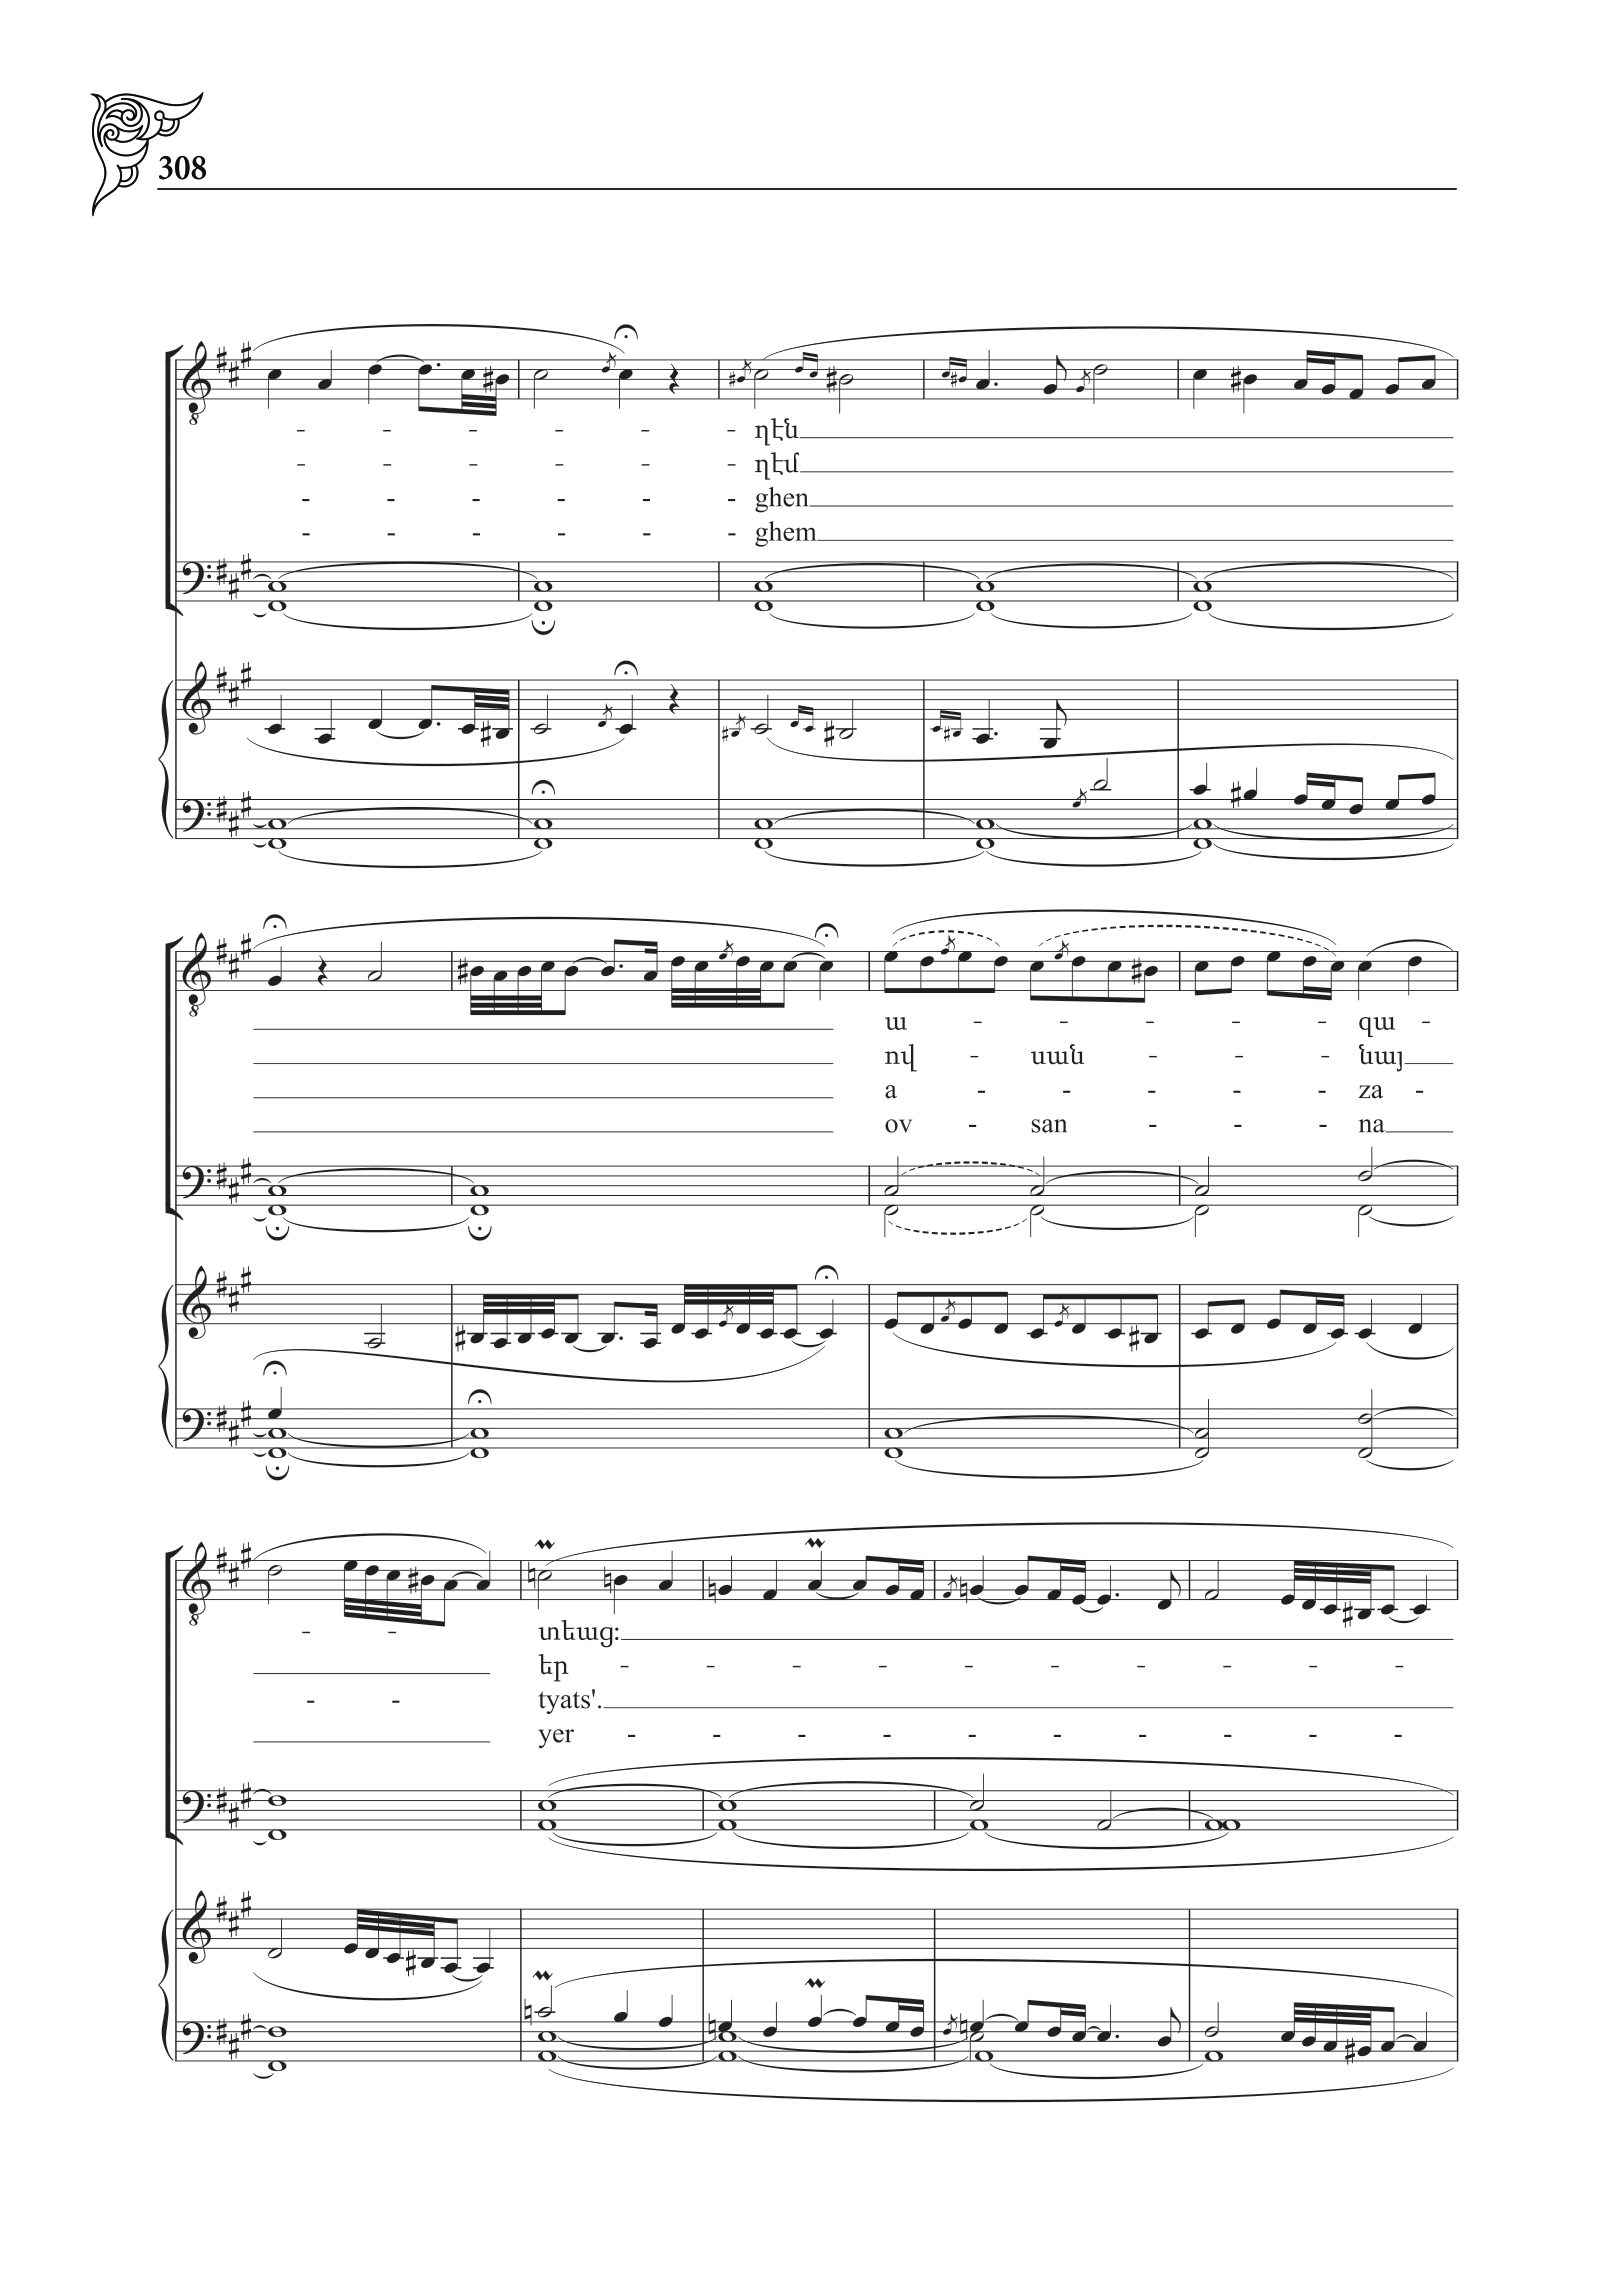 308
- - - - - - ղէն
- - - - - - ղէմ
- - - - - - ghen
- - - - - - ghem
ա - - - - - զա -
ով - սան - - - նայ
a - - - - - za -
ov - san - - - na
- - տեաց:
եր - - - - - - - - - -
- - tyats'.
yer - - - - - - - - - -